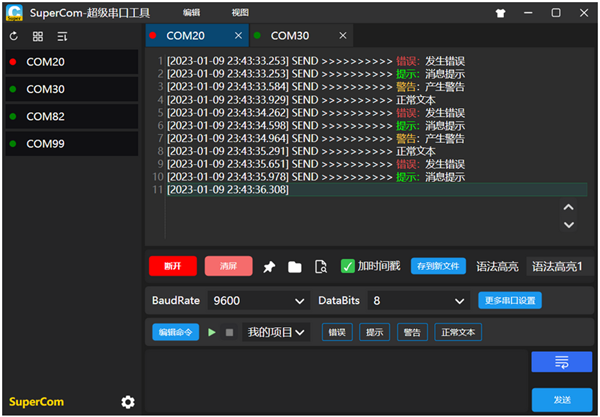 SuperCom-超级串口工具 编辑 视图
COM20
COM30
COM82
COM99
COM20 COM30
1 [2023-01-09 23:43:33.253] SEND >>>>>>>>>> 错误：发生错误
2 [2023-01-09 23:43:33.253] SEND >>>>>>>>>> 提示：消息提示
3 [2023-01-09 23:43:33.584] SEND >>>>>>>>>> 警告：产生警告
4 [2023-01-09 23:43:33.929] SEND >>>>>>>>>> 正常文本
5 [2023-01-09 23:43:34.262] SEND >>>>>>>>>> 错误：发生错误
6 [2023-01-09 23:43:34.598] SEND >>>>>>>>>> 提示：消息提示
7 [2023-01-09 23:43:34.964] SEND >>>>>>>>>> 警告：产生警告
8 [2023-01-09 23:43:35.291] SEND >>>>>>>>>> 正常文本
9 [2023-01-09 23:43:35.651] SEND >>>>>>>>>> 错误：发生错误
10 [2023-01-09 23:43:35.978] SEND >>>>>>>>>> 提示：消息提示
11 [2023-01-09 23:43:36.308]
断开 清屏 加时间戳 存到新文件 语法高亮 语法高亮1
BaudRate 9600 DataBits 8 更多串口设置
编辑命令 我的项目 错误 提示 警告 正常文本
发送
SuperCom